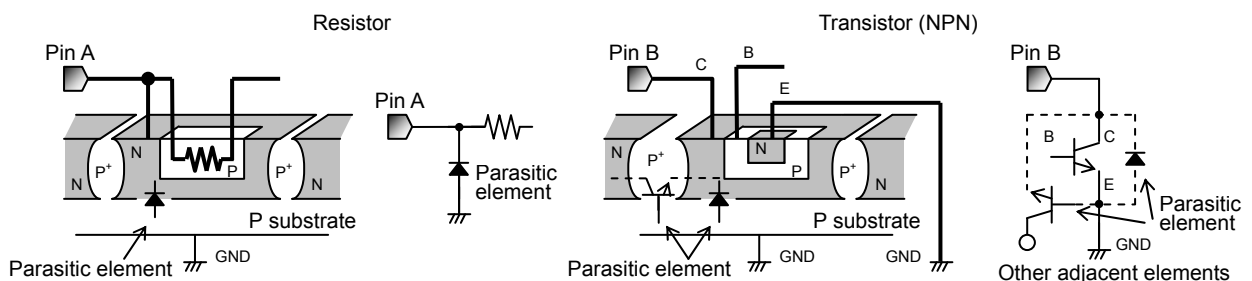 Resistor
Pin A
N
P+
N
P
P+
N
P substrate
GND
Parasitic element
Pin A
Parasitic
element
Transistor (NPN)
Pin B
C
B
E
N
P+
N
P
P+
N
P substrate
GND
GND
Parasitic element
Pin B
B
C
E
Parasitic
element
GND
Other adjacent elements